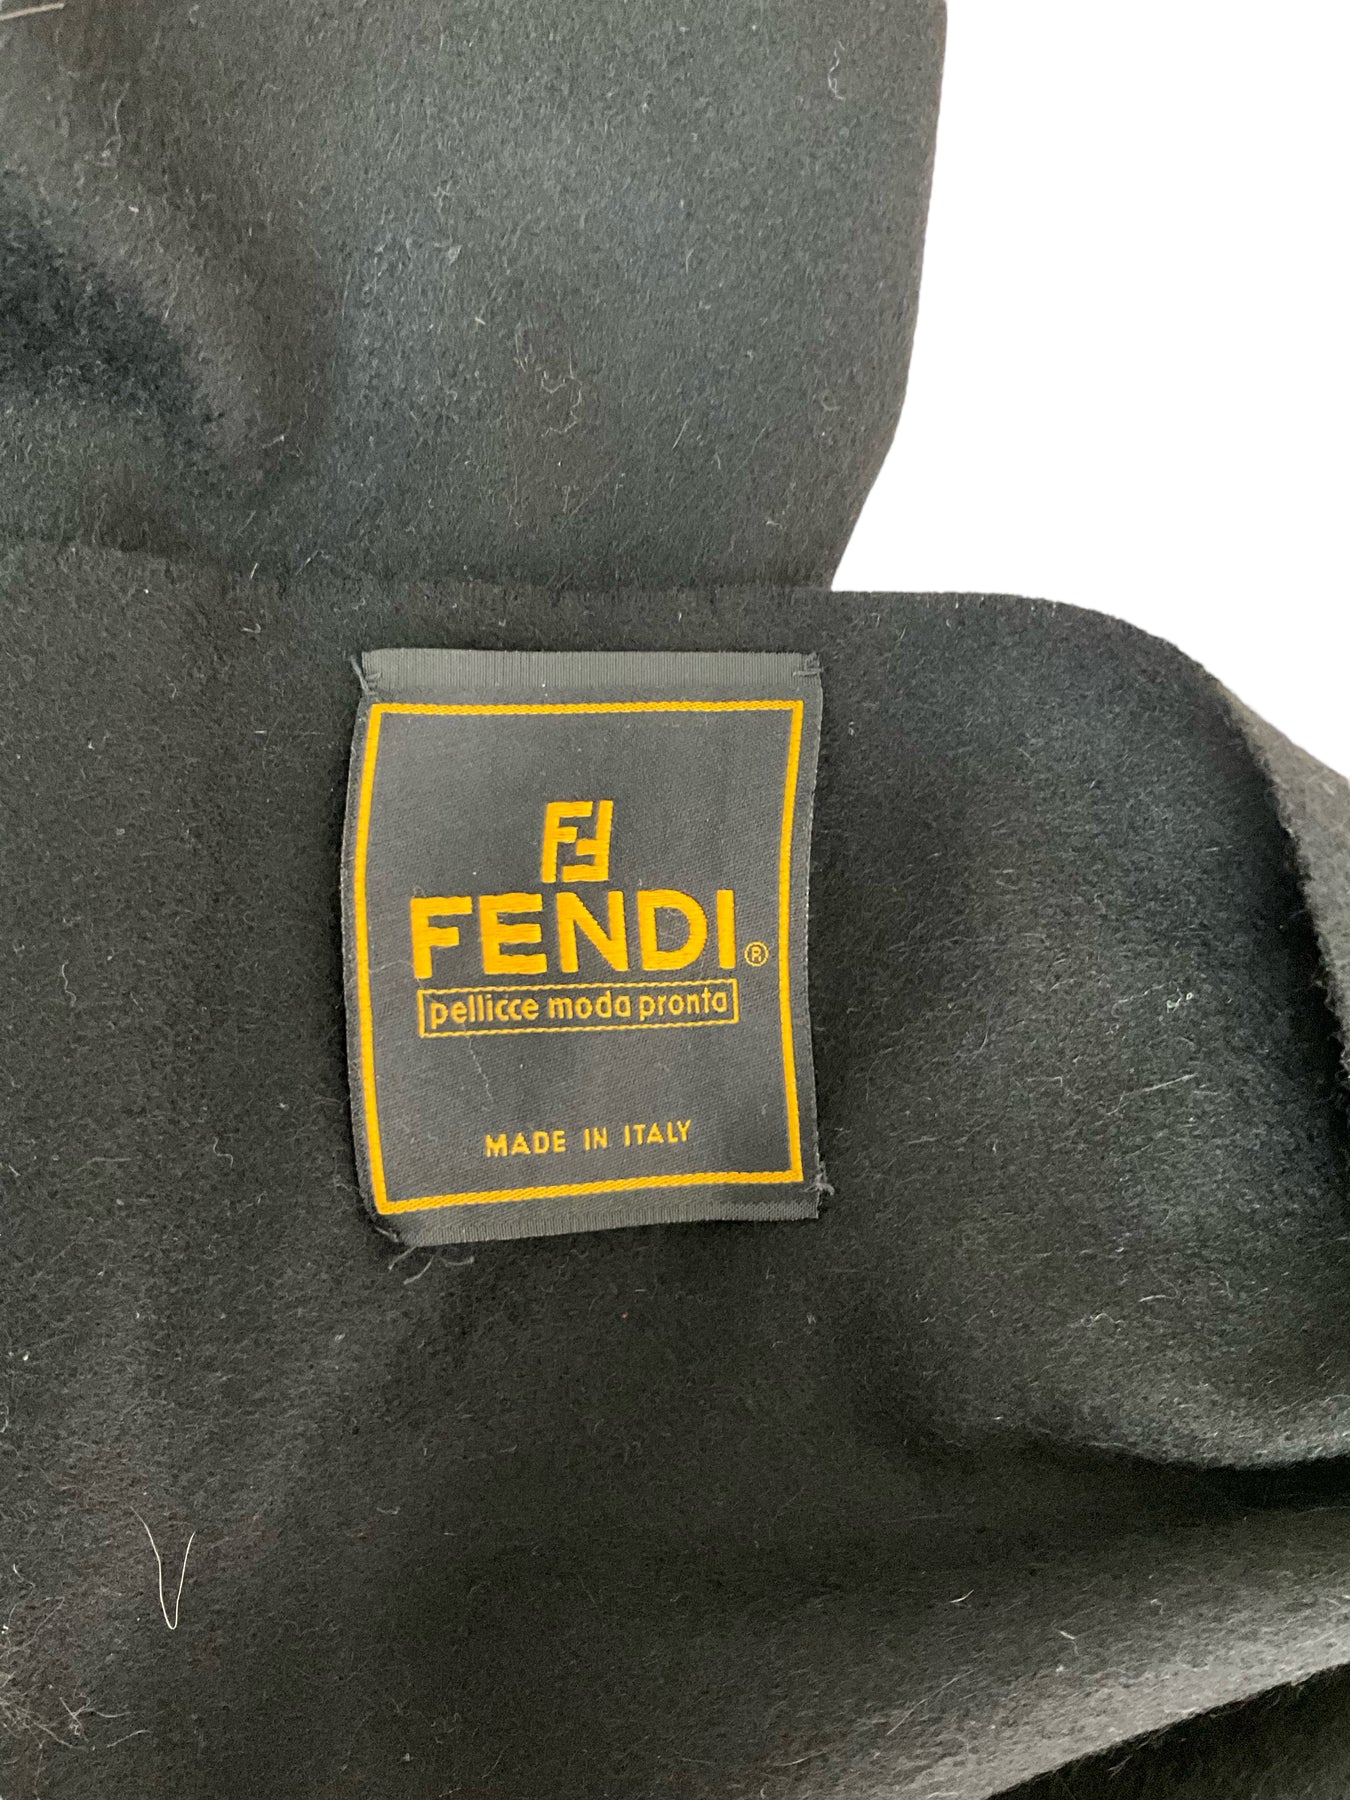 FF
FENDI®
pellicce moda pronta
MADE IN ITALY